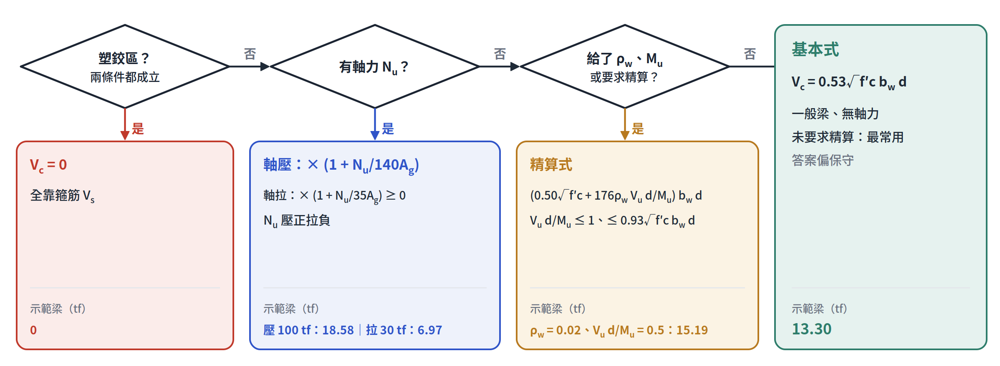 塑鉸區？
兩條件都成立
否
有軸力 Nu？
否
給了 ρw、Mu
或要求精算？
否
是
是
是
Vc = 0
全靠箍筋 Vs
示範梁（tf）
0
軸壓：× (1 + Nu/140Ag)
軸拉：× (1 + Nu/35Ag) ≥ 0
Nu 壓正拉負
示範梁（tf）
壓 100 tf：18.58｜拉 30 tf：6.97
精算式
(0.50√f′c + 176ρw Vu d/Mu) bw d
Vu d/Mu ≤ 1、≤ 0.93√f′c bw d
示範梁（tf）
ρw = 0.02、Vu d/Mu = 0.5：15.19
基本式
Vc = 0.53√f′c bw d
一般梁、無軸力
未要求精算：最常用
答案偏保守
示範梁（tf）
13.30